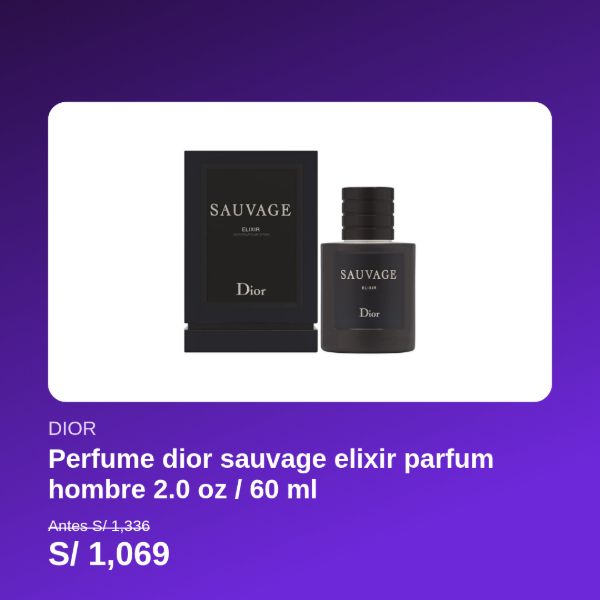 SAUVAGE
ELIXIR
Dior
SAUVAGE
ELIXIR
Dior
DIOR
Perfume dior sauvage elixir parfum
hombre 2.0 oz / 60 ml
Antes S/ 1,336
S/ 1,069